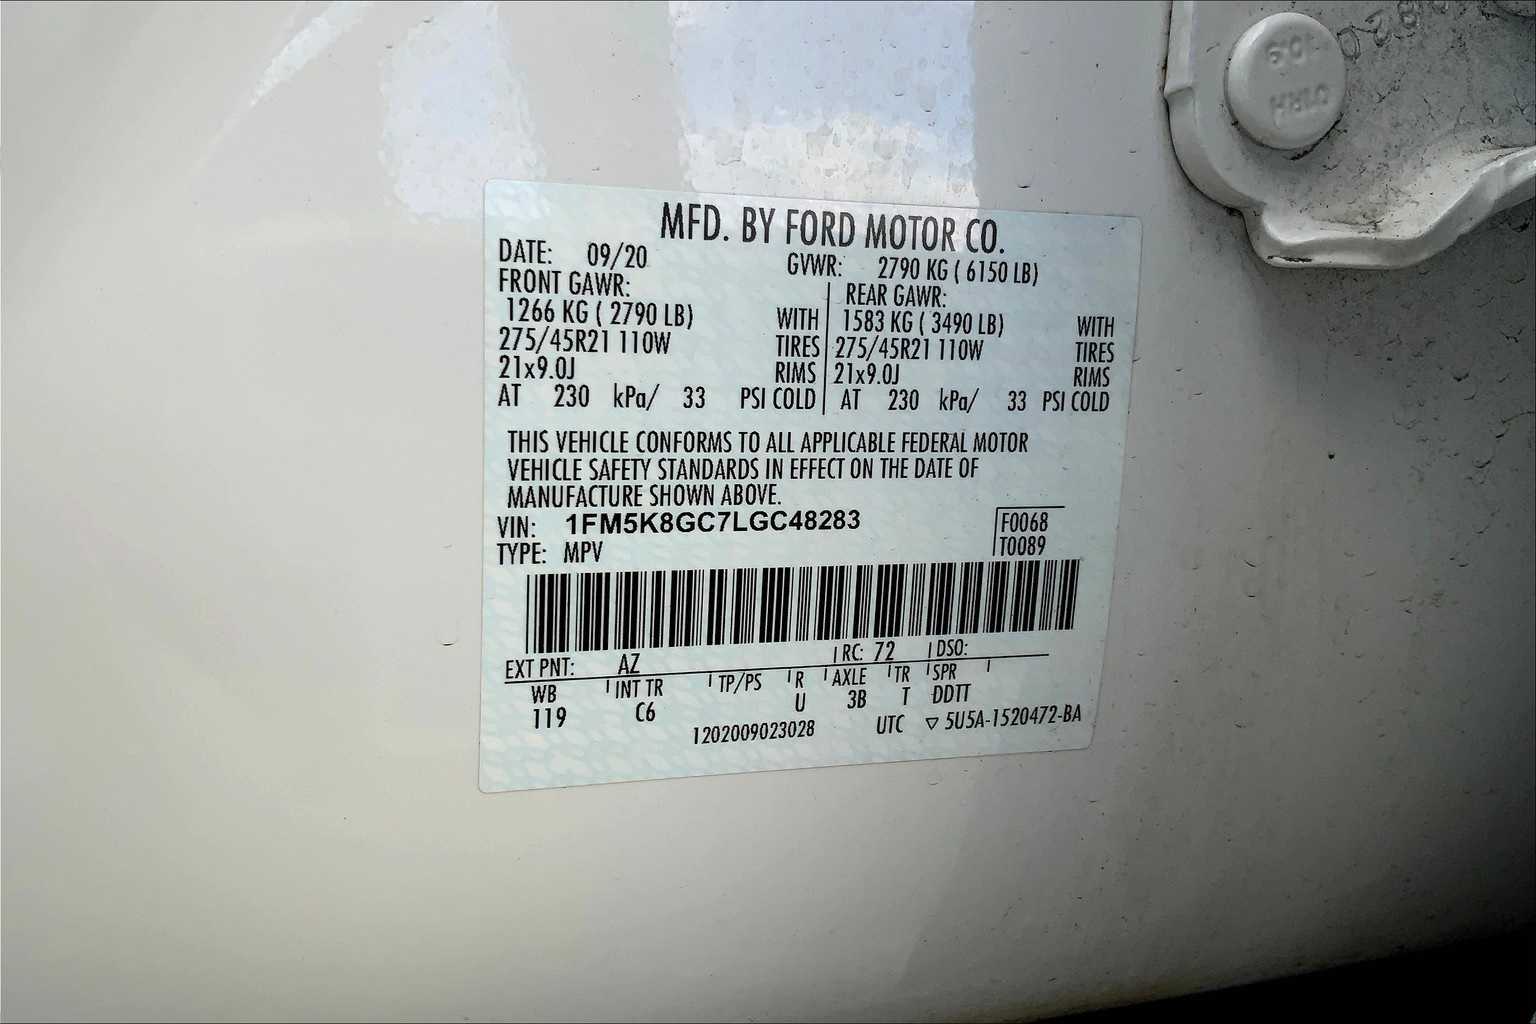 MFD. BY FORD MOTOR CO.
DATE: 09/20 GVWR: 2790 KG ( 6150 LB)
FRONT GAWR: REAR GAWR:
1266 KG ( 2790 LB) WITH 1583 KG ( 3490 LB) WITH
275/45R21 110W TIRES 275/45R21 110W TIRES
21x9.0J RIMS 21x9.0J RIMS
AT 230 kPa/ 33 PSI COLD AT 230 kPa/ 33 PSI COLD
THIS VEHICLE CONFORMS TO ALL APPLICABLE FEDERAL MOTOR
VEHICLE SAFETY STANDARDS IN EFFECT ON THE DATE OF
MANUFACTURE SHOWN ABOVE.
VIN: 1FM5K8GC7LGC48283 F0068
TYPE: MPV T0089
EXT PNT: AZ RC: 72 DSO:
WB INT TR TP/PS R AXLE TR SPR
119 C6 U 3B T DDTT
1202009023028 UTC ▽ 5U5A-1520472-BA
10.9